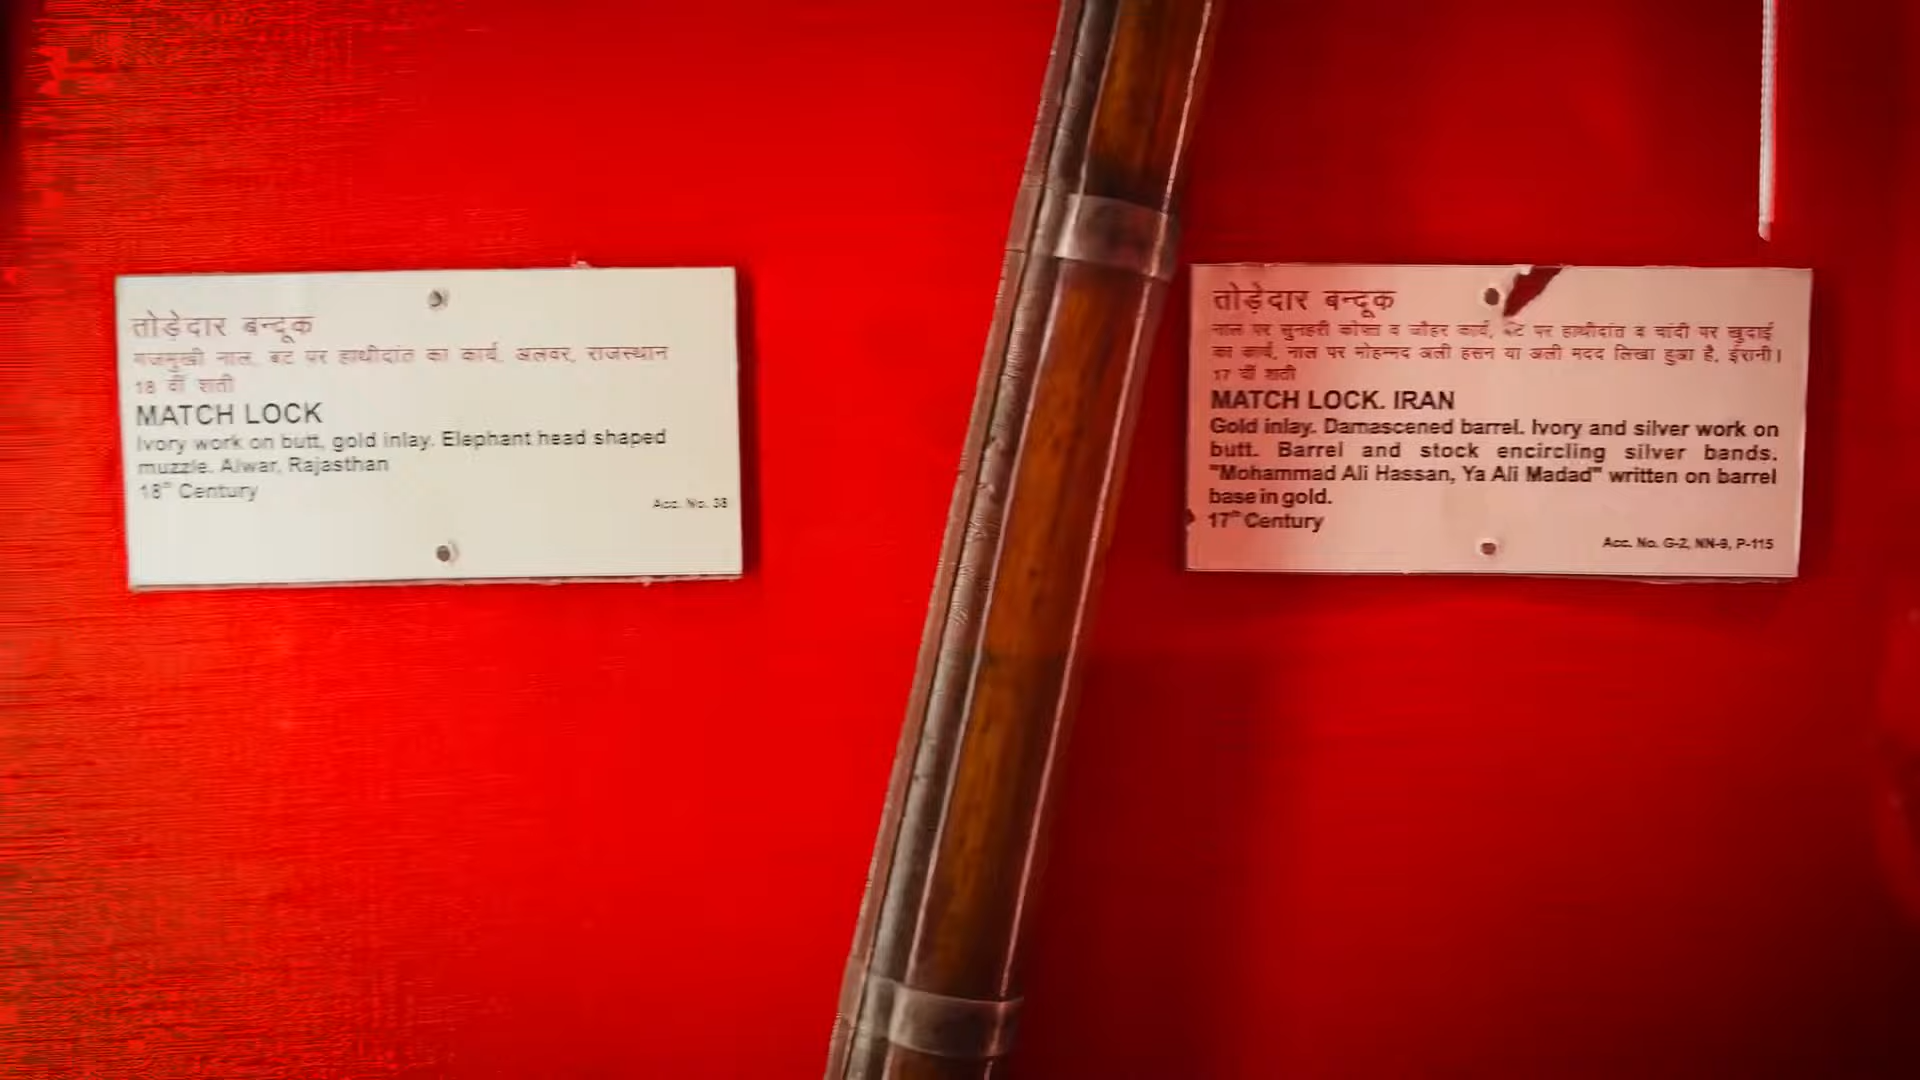 तोड़ेदार बन्दूक
गजमुखी नाल, बट पर हाथीदांत का कार्य, अलवर, राजस्थान
18 वीं शती
MATCH LOCK
Ivory work on butt, gold inlay. Elephant head shaped
muzzle. Alwar, Rajasthan
18th Century
Acc. No. 38
तोड़ेदार बन्दूक
नाल पर सुनहरी कोफ्त व जौहर कार्य, बट पर हाथीदांत व चांदी पर खुदाई
का कार्य, नाल पर मोहम्मद अली हसन या अली मदद लिखा हुआ है, ईरानी।
17 वीं शती
MATCH LOCK. IRAN
Gold inlay. Damascened barrel. Ivory and silver work on
butt. Barrel and stock encircling silver bands.
"Mohammad Ali Hassan, Ya Ali Madad" written on barrel
base in gold.
17th Century
Acc. No. G-2, NN-9, P-115